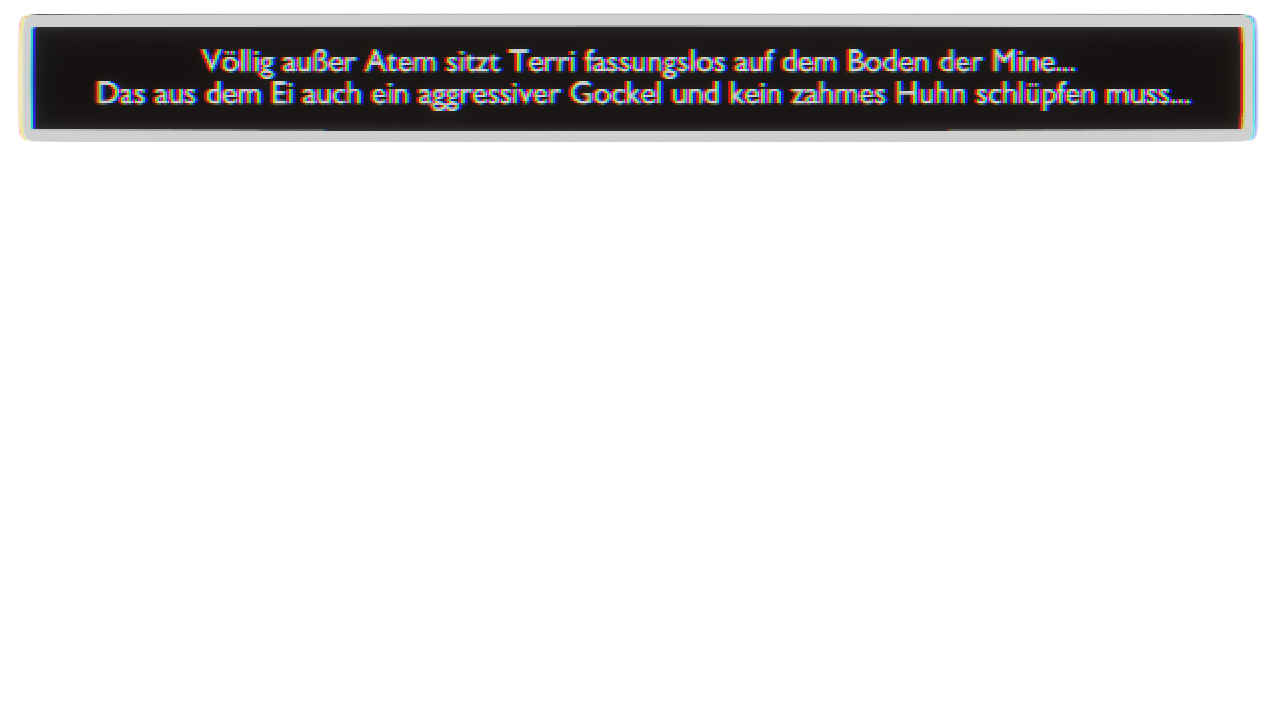 Völlig außer Atem sitzt Terri fassungslos auf dem Boden der Mine....
Das aus dem Ei auch ein aggressiver Gockel und kein zahmes Huhn schlüpfen muss....